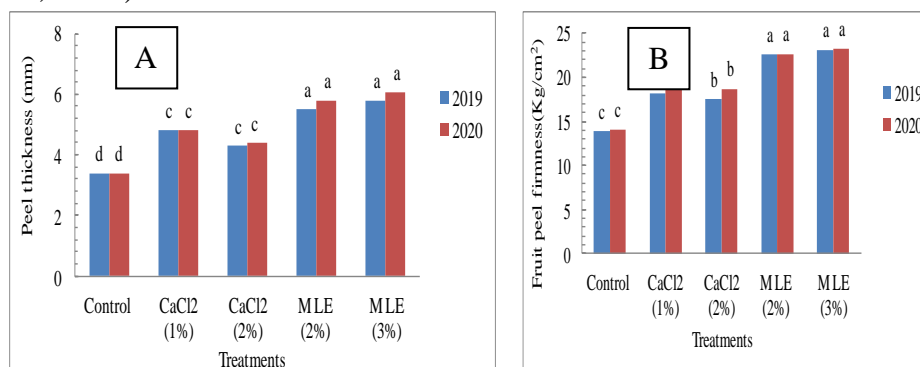 A
Peel thickness (mm)
8
6
4
2
0
d d
c c
c c
a a
a a
2019
2020
Control
CaCl2 (1%)
CaCl2 (2%)
MLE (2%)
MLE (3%)
Treatments
B
Fruit peel firmness(Kg/cm²)
25
20
15
10
5
0
c c
b b
a a
a a
2019
2020
Control
CaCl2 (1%)
CaCl2 (2%)
MLE (2%)
MLE (3%)
Treatments